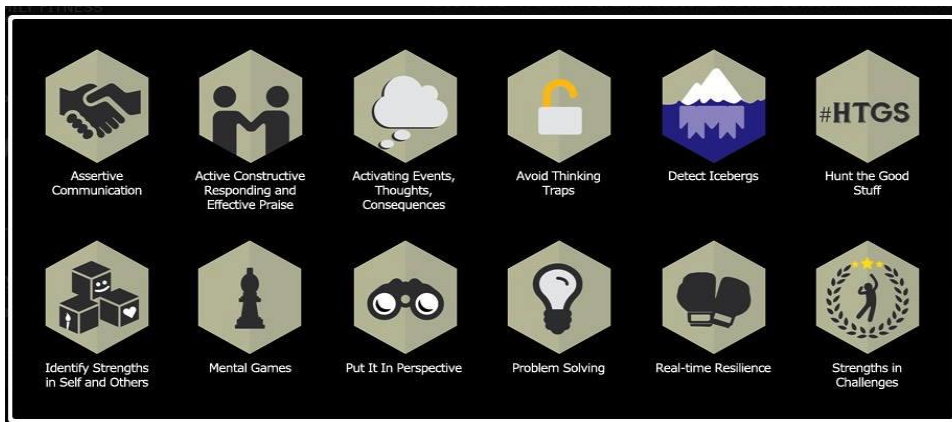 #HTGS
Assertive
Communication
Active Constructive
Responding and
Effective Praise
Activating Events,
Thoughts,
Consequences
Avoid Thinking
Traps
Detect Icebergs
Hunt the Good
Stuff
Identify Strengths
in Self and Others
Mental Games
Put It In Perspective
Problem Solving
Real-time Resilience
Strengths in
Challenges